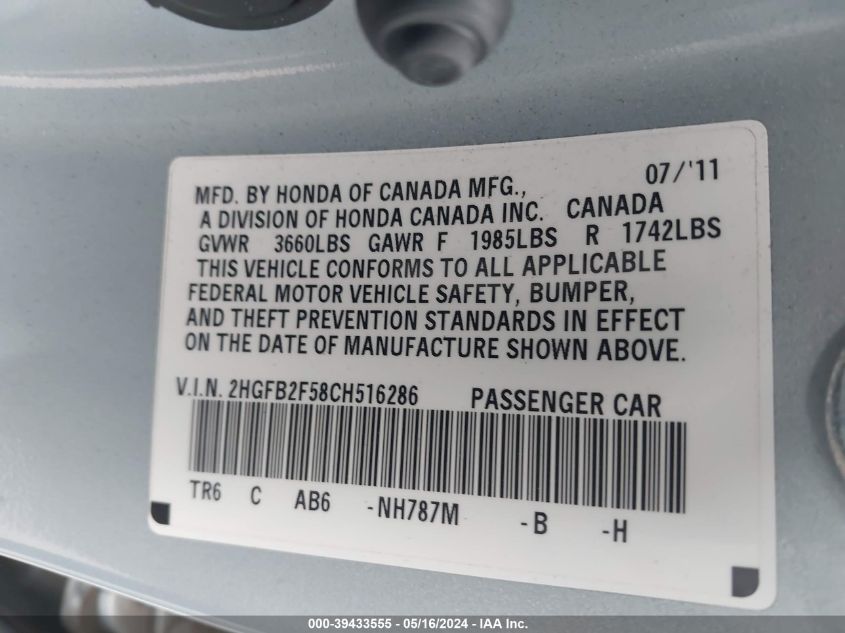 07/'11
MFD. BY HONDA OF CANADA MFG.,
A DIVISION OF HONDA CANADA INC. CANADA
GVWR 3660LBS GAWR F 1985LBS R 1742LBS
THIS VEHICLE CONFORMS TO ALL APPLICABLE
FEDERAL MOTOR VEHICLE SAFETY, BUMPER,
AND THEFT PREVENTION STANDARDS IN EFFECT
ON THE DATE OF MANUFACTURE SHOWN ABOVE.
V.I.N. 2HGFB2F58CH516286 PASSENGER CAR
TR6 C AB6 -NH787M -B -H
000-39433555 - 05/16/2024 - IAA Inc.